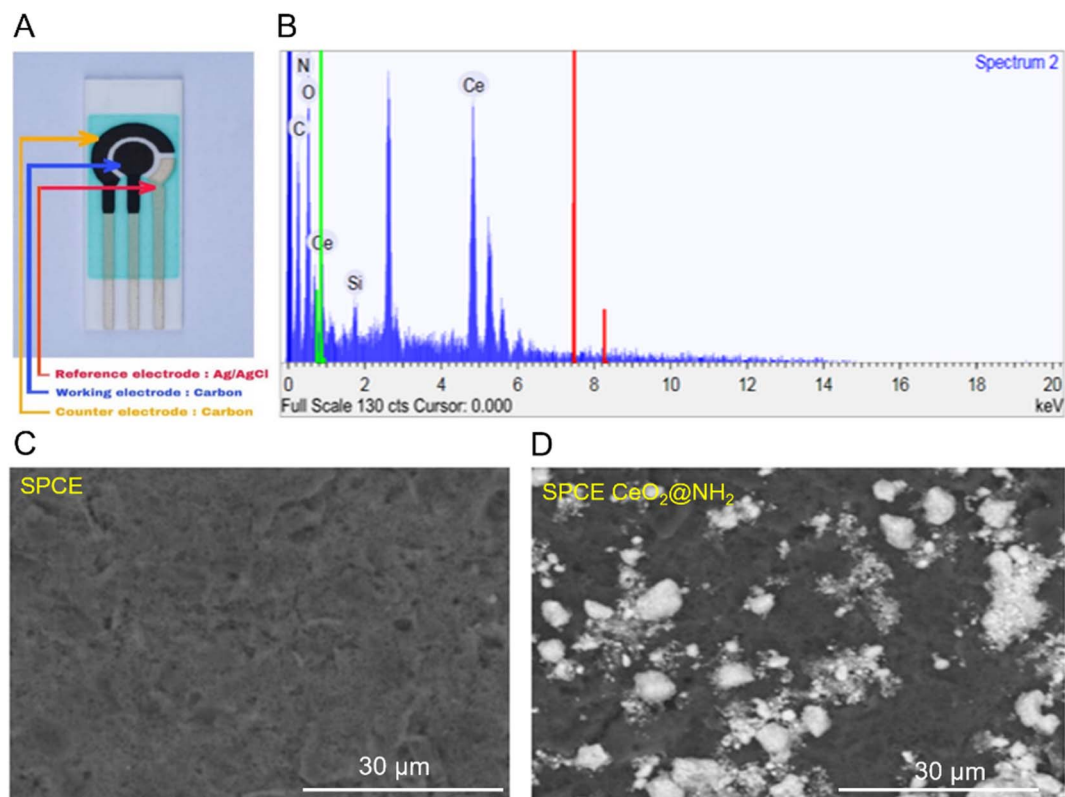 A
Reference electrode : Ag/AgCl
Working electrode : Carbon
Counter electrode : Carbon
B
Spectrum 2
N
O
C
Ce
Ce
Si
0 2 4 6 8 10 12 14 16 18 20
Full Scale 130 cts Cursor: 0.000 keV
C
SPCE
30 µm
D
SPCE CeO₂@NH₂
30 µm